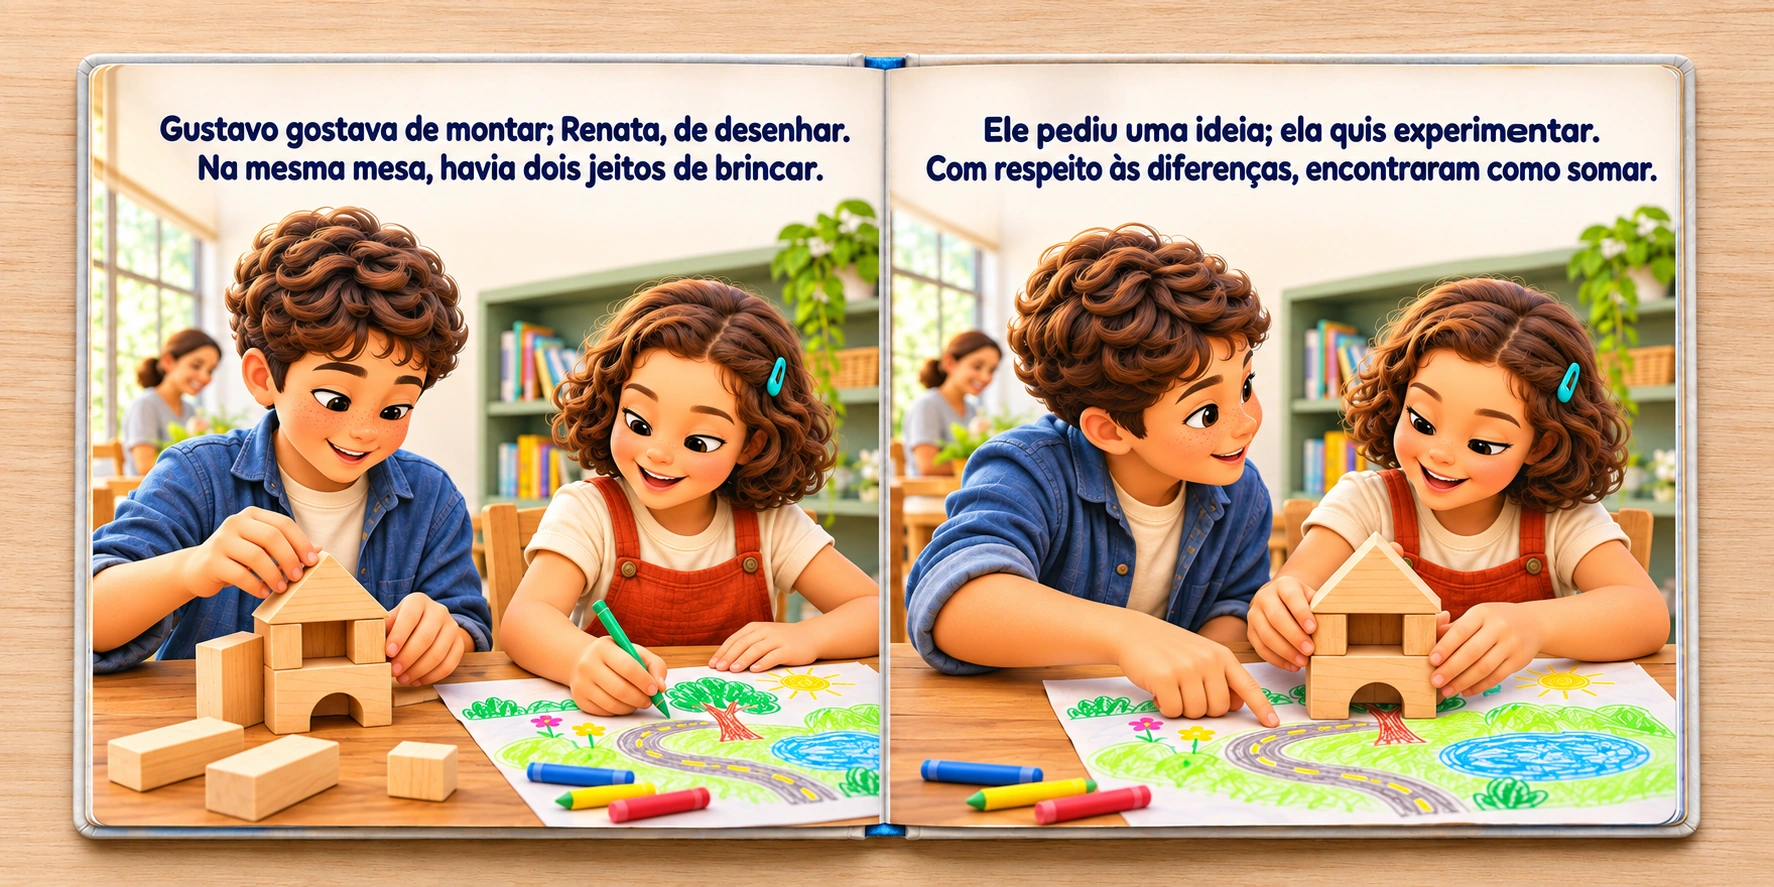 Gustavo gostava de montar; Renata, de desenhar.
Na mesma mesa, havia dois jeitos de brincar.
Ele pediu uma ideia; ela quis experimentar.
Com respeito às diferenças, encontraram como somar.